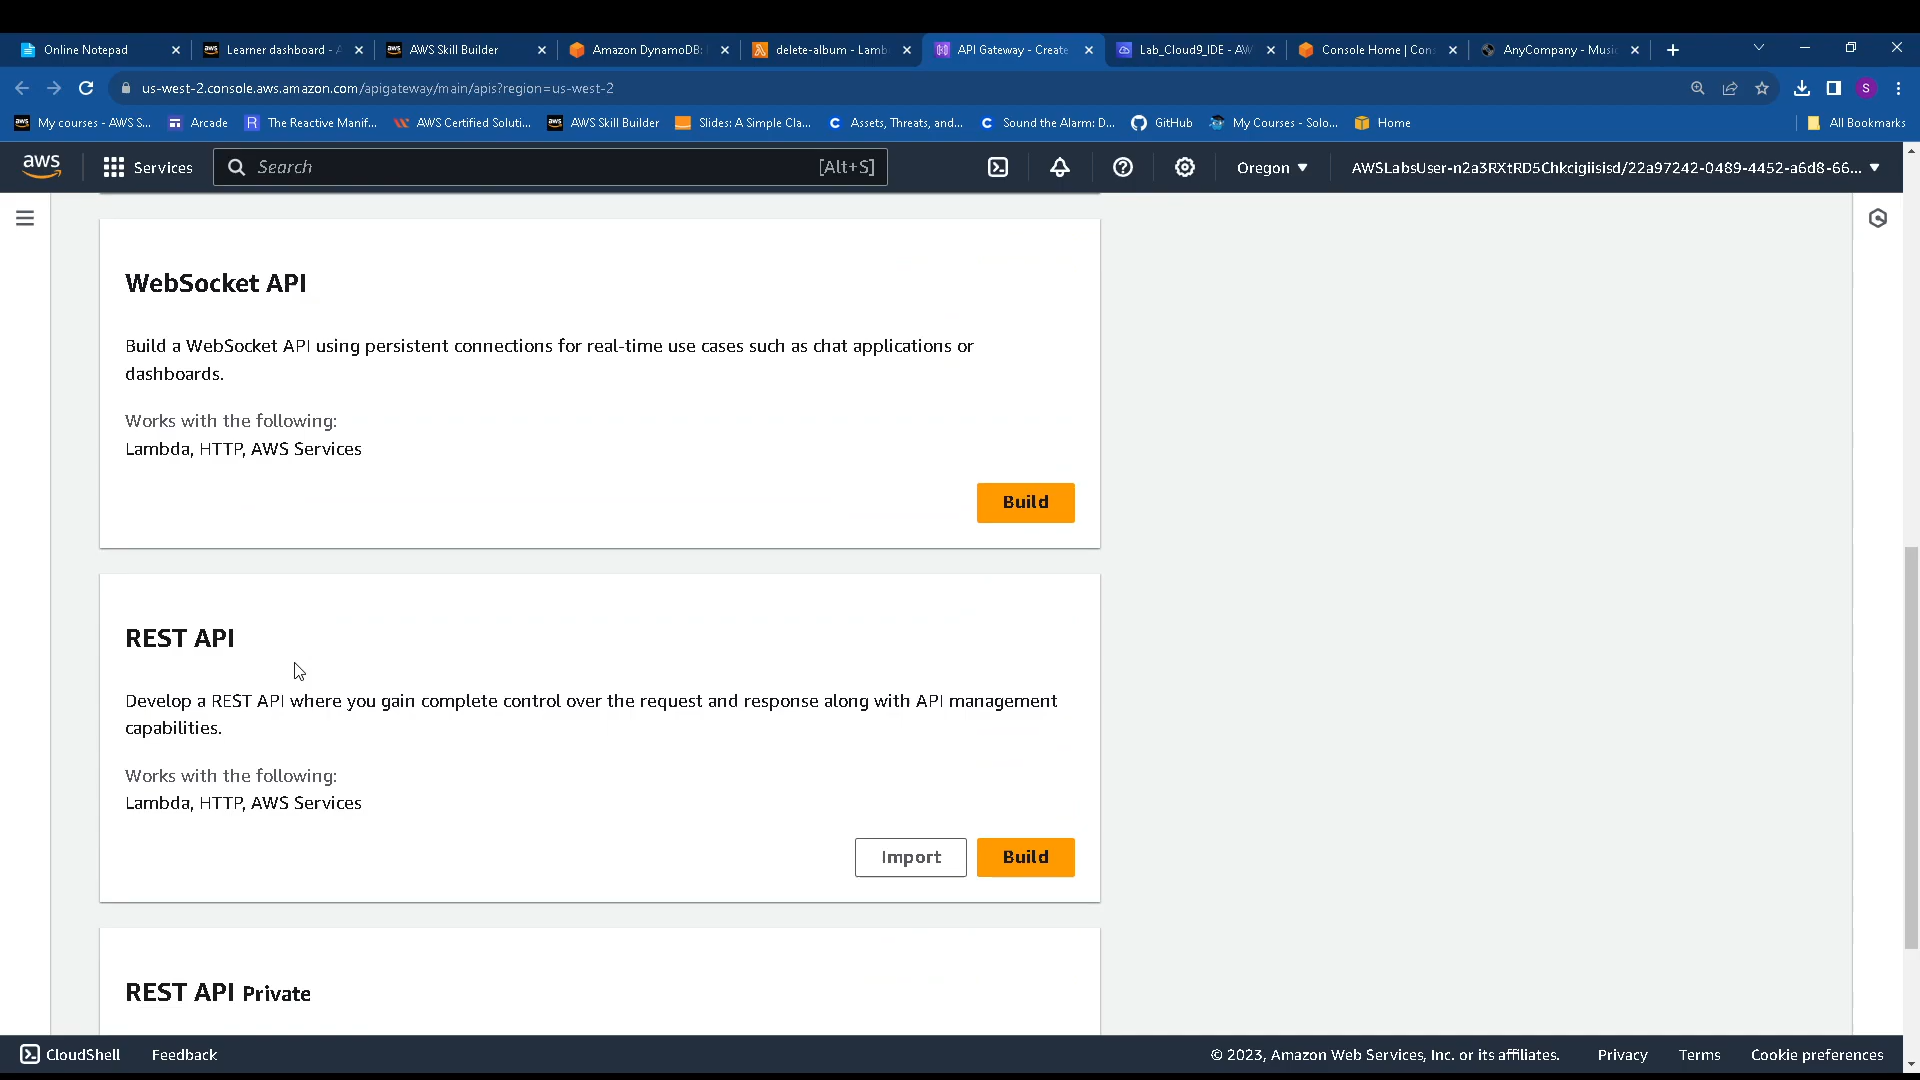 Online Notepad
Learner dashboard - A
AWS Skill Builder
Amazon DynamoDB:
delete-album - Lamb
API Gateway - Create
Lab_Cloud9_IDE - AW
Console Home | Con
AnyCompany - Music
us-west-2.console.aws.amazon.com/apigateway/main/apis?region=us-west-2
S
My courses - AWS S...
Arcade
The Reactive Manif...
AWS Certified Soluti...
AWS Skill Builder
Slides: A Simple Cla...
Assets, Threats, and...
Sound the Alarm: D...
GitHub
My Courses - Solo...
Home
All Bookmarks
aws
Services
Search
[Alt+S]
Oregon
AWSLabsUser-n2a3RXtRD5Chkcigiisisd/22a97242-0489-4452-a6d8-66...
WebSocket API
Build a WebSocket API using persistent connections for real-time use cases such as chat applications or
dashboards.
Works with the following:
Lambda, HTTP, AWS Services
Build
REST API
Develop a REST API where you gain complete control over the request and response along with API management
capabilities.
Works with the following:
Lambda, HTTP, AWS Services
Import
Build
REST API Private
CloudShell
Feedback
© 2023, Amazon Web Services, Inc. or its affiliates.
Privacy
Terms
Cookie preferences